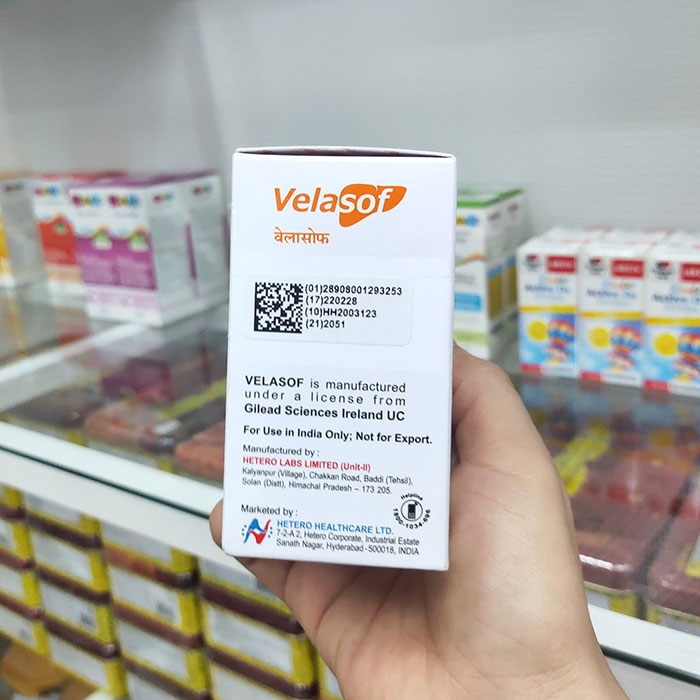 Velasof
वेलासोफ
(01)28908001293253
(17)220228
(10)HH2003123
(21)2051
VELASOF is manufactured
under a license from
Gilead Sciences Ireland UC
For Use in India Only; Not for Export.
Manufactured by :
HETERO LABS LIMITED (Unit-II)
Kalyanpur (Village), Chakkan Road, Baddi (Tehsil),
Solan (Distt), Himachal Pradesh – 173 205.
Helpline
1800-1034-696
Marketed by :
HETERO HEALTHCARE LTD.
7-2-A 2, Hetero Corporate, Industrial Estate
Sanath Nagar, Hyderabad -500018, INDIA